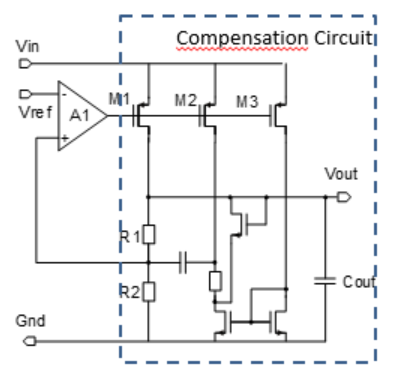 Compensation Circuit
Vin
M1
M2
M3
-
Vref
A1
+
Vout
R1
R2
Cout
Gnd